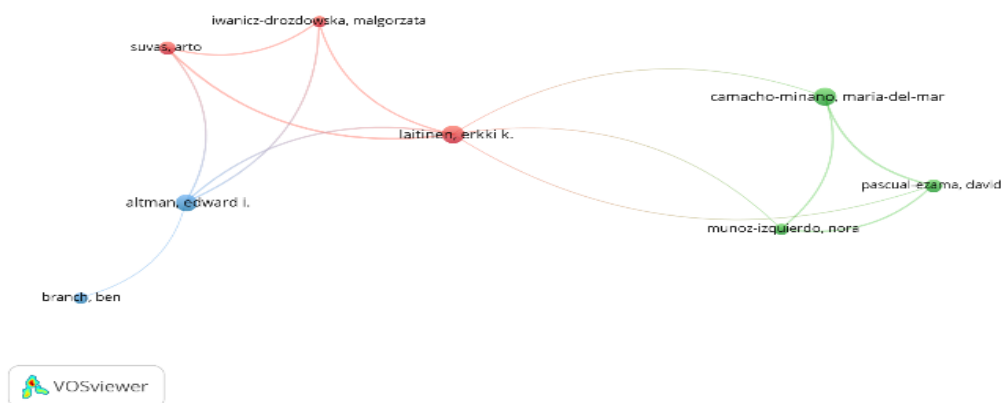 iwanicz-drozdowska, malgorzata
suvas, arto
camacho-minano, maria-del-mar
laitinen, erkki k.
pascual-ezama, david
altman, edward i.
munoz-izquierdo, nora
branch, ben
VOSviewer